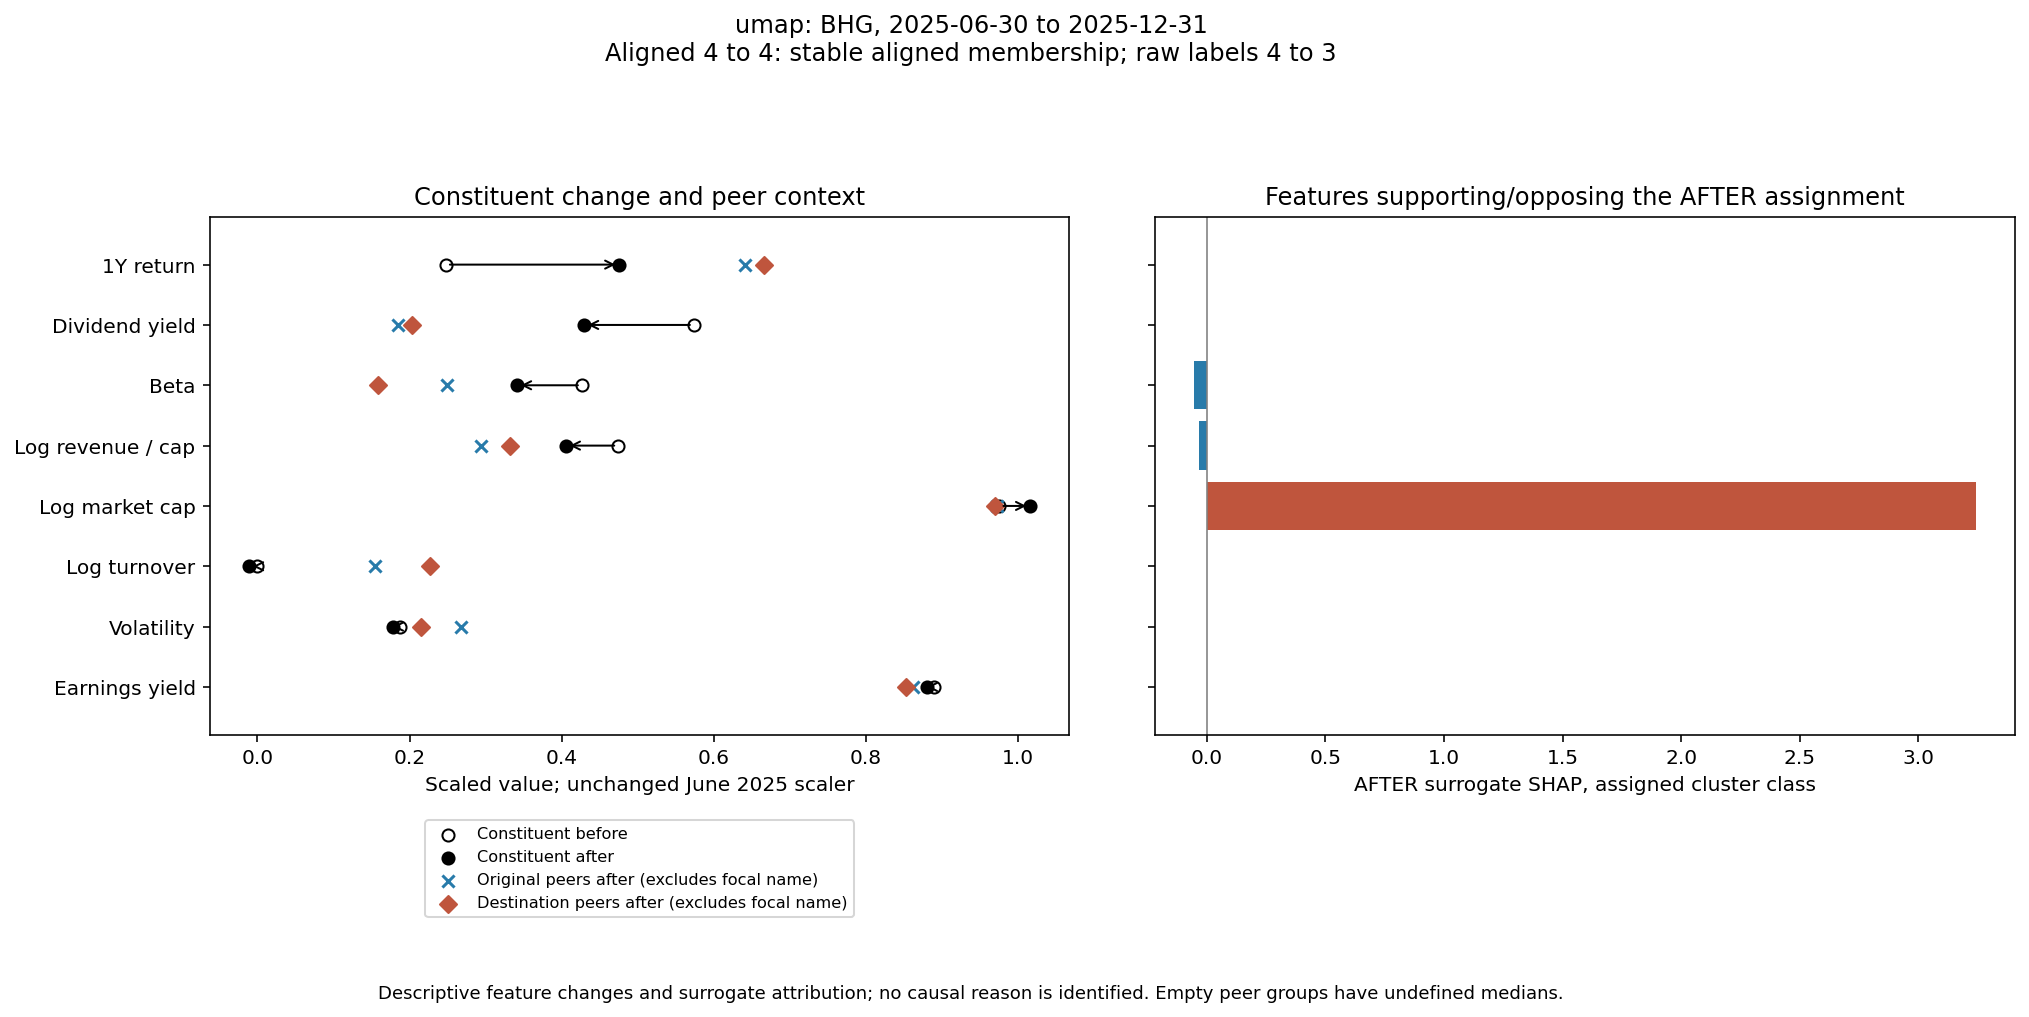 umap: BHG, 2025-06-30 to 2025-12-31
Aligned 4 to 4: stable aligned membership; raw labels 4 to 3
Constituent change and peer context
1Y return
Dividend yield
Beta
Log revenue / cap
Log market cap
Log turnover
Volatility
Earnings yield
0.0 0.2 0.4 0.6 0.8 1.0
Scaled value; unchanged June 2025 scaler
Constituent before
Constituent after
Original peers after (excludes focal name)
Destination peers after (excludes focal name)
Features supporting/opposing the AFTER assignment
0.0 0.5 1.0 1.5 2.0 2.5 3.0
AFTER surrogate SHAP, assigned cluster class
Descriptive feature changes and surrogate attribution; no causal reason is identified. Empty peer groups have undefined medians.